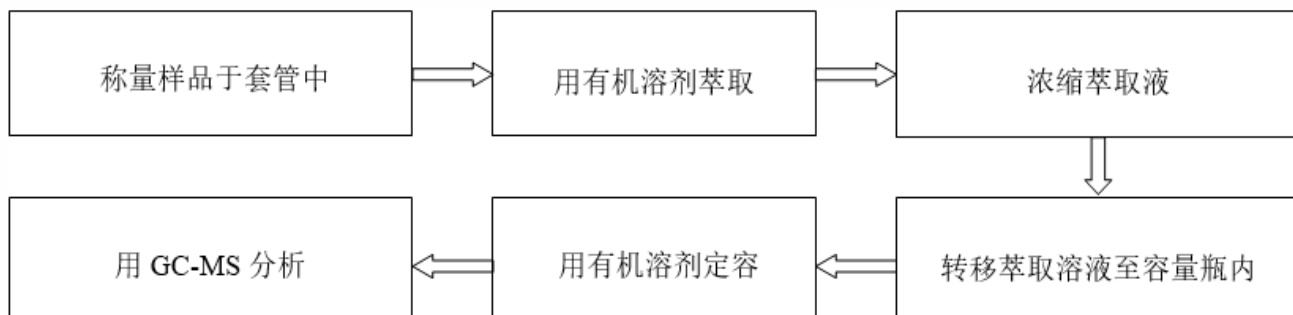 称量样品于套管中
用有机溶剂萃取
浓缩萃取液
转移萃取溶液至容量瓶内
用有机溶剂定容
用 GC-MS 分析